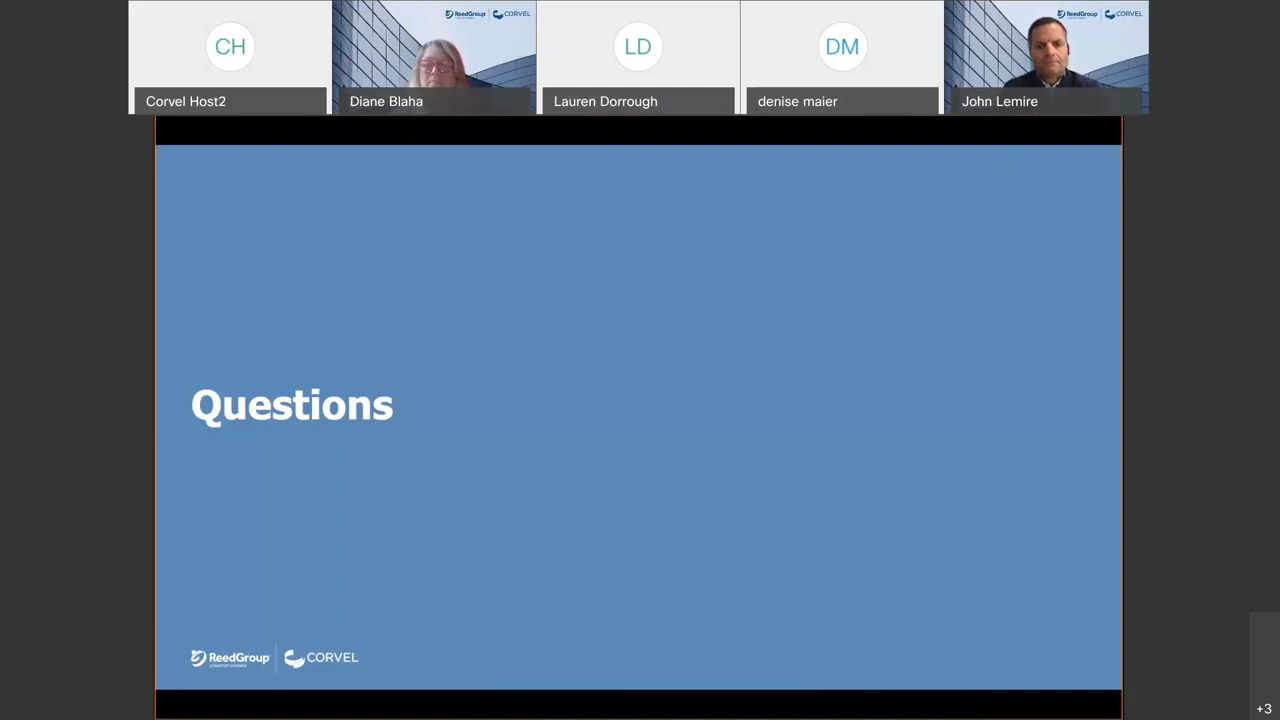 CH
LD
DM
ReedGroup CORVEL
ReedGroup CORVEL
Corvel Host2
Diane Blaha
Lauren Dorrough
denise maier
John Lemire
Questions
ReedGroup CORVEL
+3